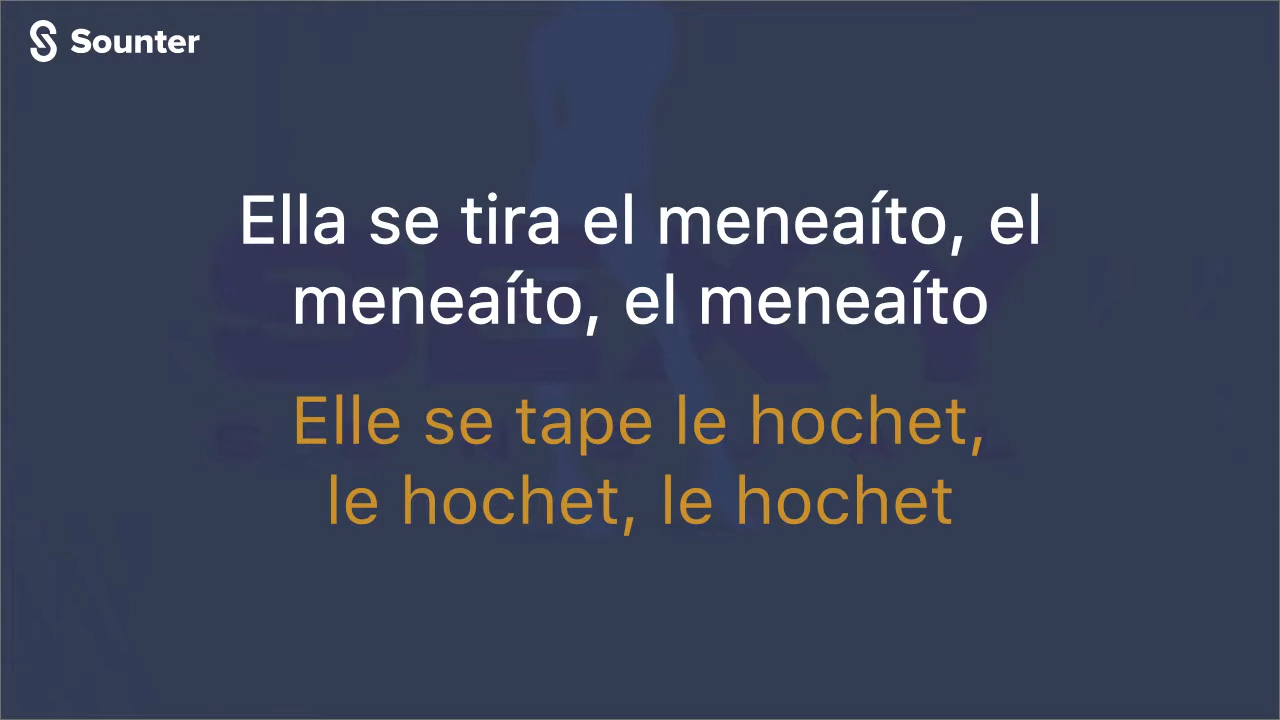 Sounter
Ella se tira el meneaíto, el
meneaíto, el meneaíto
Elle se tape le hochet,
le hochet, le hochet